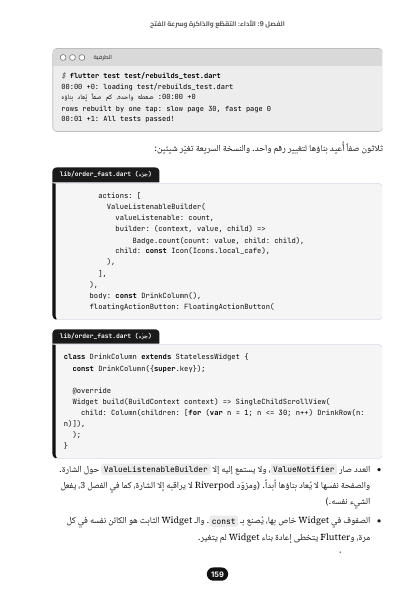 الفصل 9: الأداء: التقطّع والذاكرة وسرعة الفتح
الطرفية
$ flutter test test/rebuilds_test.dart
00:00 +0: loading test/rebuilds_test.dart
00:00 +0: ضغطة واحدة، كم صفاً يُعاد بناؤه
rows rebuilt by one tap: slow page 30, fast page 0
00:01 +1: All tests passed!
ثلاثون صفاً أُعيد بناؤها لتغيير رقم واحد. والنسخة السريعة تغيّر شيئين:
lib/order_fast.dart (جزء)
actions: [
ValueListenableBuilder(
valueListenable: count,
builder: (context, value, child) =>
Badge.count(count: value, child: child),
child: const Icon(Icons.local_cafe),
),
],
),
body: const DrinkColumn(),
floatingActionButton: FloatingActionButton(
lib/order_fast.dart (جزء)
class DrinkColumn extends StatelessWidget {
const DrinkColumn({super.key});
@override
Widget build(BuildContext context) => SingleChildScrollView(
child: Column(children: [for (var n = 1; n <= 30; n++) DrinkRow(n:
n)]),
);
}
• العدد صار ValueNotifier، ولا يستمع إليه إلا ValueListenableBuilder حول الشارة.
والصفحة نفسها لا يُعاد بناؤها أبداً. (ومزوّد Riverpod لا يراقبه إلا الشارة، كما في الفصل 3، يفعل
الشيء نفسه.)
• الصفوف في Widget خاص بها، يُصنع بـ const. والـ Widget الثابت هو الكائن نفسه في كل
مرة، وFlutter يتخطى إعادة بناء Widget لم يتغير.
159